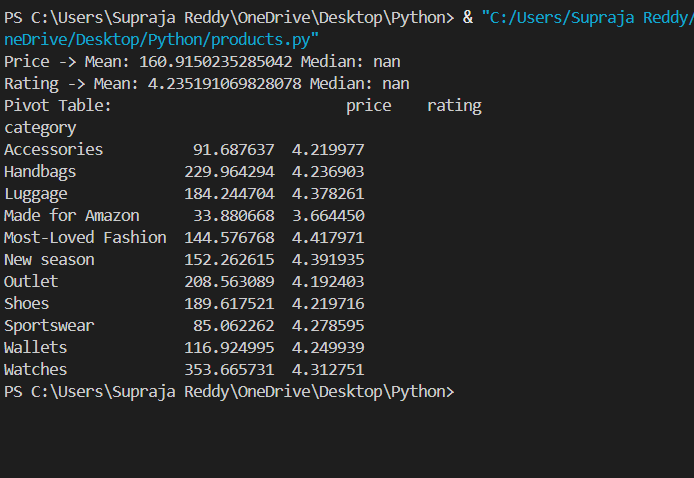 PS C:\Users\Supraja Reddy\OneDrive\Desktop\Python> & "C:/Users/Supraja Reddy/
neDrive/Desktop/Python/products.py"
Price -> Mean: 160.9150235285042 Median: nan
Rating -> Mean: 4.235191069828078 Median: nan
Pivot Table:                          price    rating
category
Accessories          91.687637  4.219977
Handbags            229.964294  4.236903
Luggage             184.244704  4.378261
Made for Amazon      33.880668  3.664450
Most-Loved Fashion  144.576768  4.417971
New season          152.262615  4.391935
Outlet              208.563089  4.192403
Shoes               189.617521  4.219716
Sportswear           85.062262  4.278595
Wallets             116.924995  4.249939
Watches             353.665731  4.312751
PS C:\Users\Supraja Reddy\OneDrive\Desktop\Python>